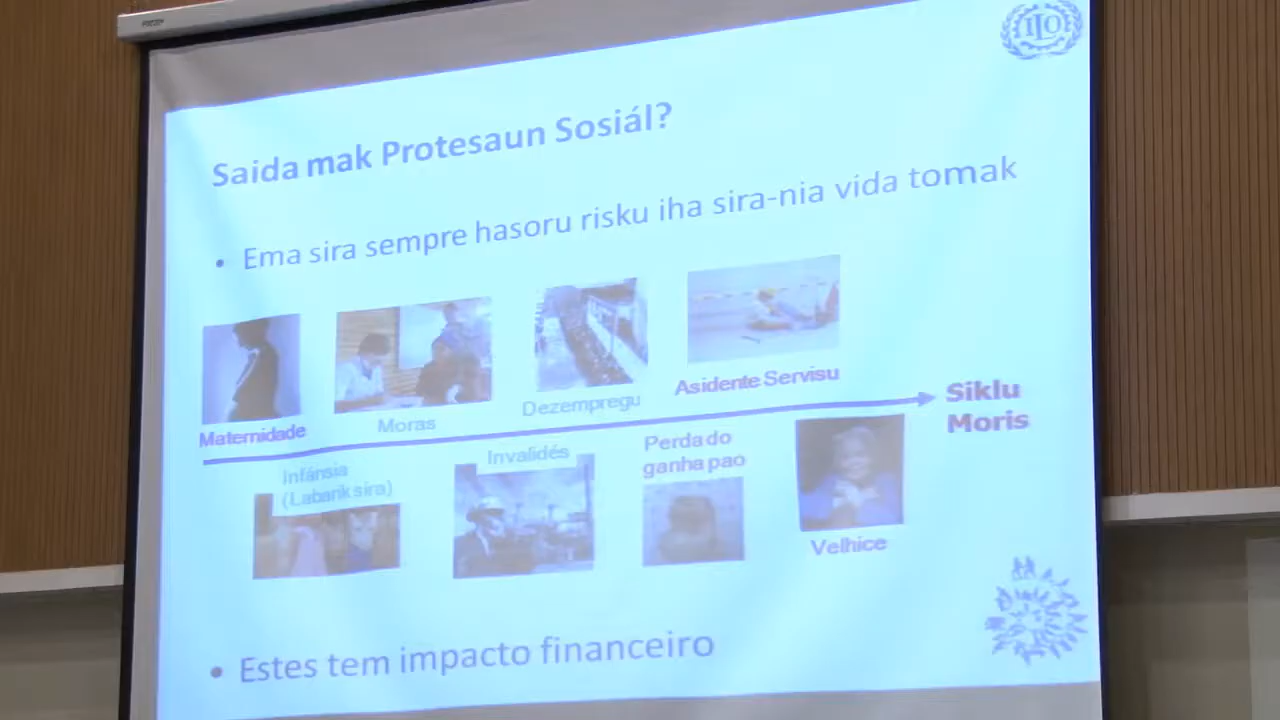 ILO
Saida mak Protesaun Sosiál?
• Ema sira sempre hasoru risku iha sira-nia vida tomak
Maternidade
Moras
Dezempregu
Asidente Servisu
Siklu
Moris
Infánsia
(Labarik sira)
Invalidés
Perda do
ganha pao
Velhice
• Estes tem impacto financeiro